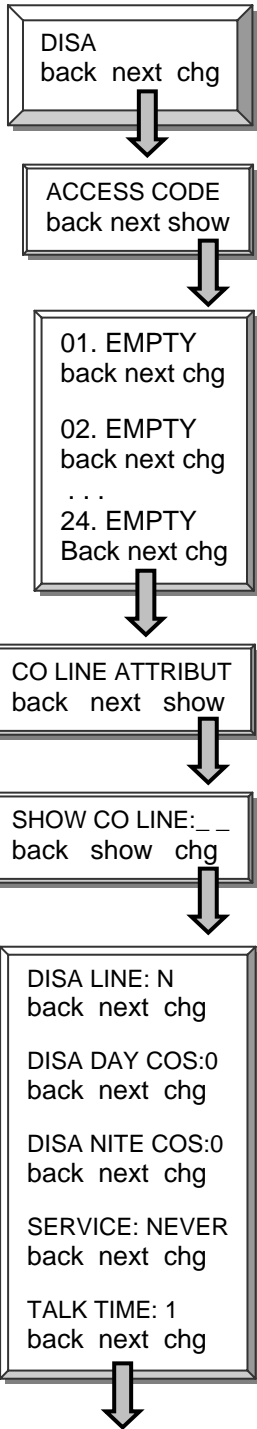 DISA
back next chg
ACCESS CODE
back next show
01. EMPTY
back next chg
02. EMPTY
back next chg
. . .
24. EMPTY
Back next chg
CO LINE ATTRIBUT
back next show
SHOW CO LINE:_ _
back show chg
DISA LINE: N
back next chg
DISA DAY COS:0
back next chg
DISA NITE COS:0
back next chg
SERVICE: NEVER
back next chg
TALK TIME: 1
back next chg